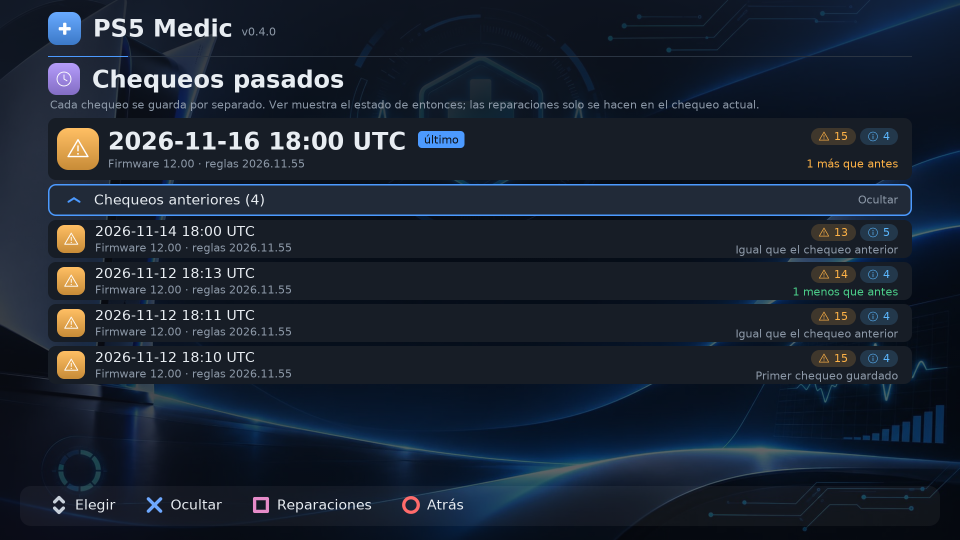 PS5 Medic v0.4.0
Chequeos pasados
Cada chequeo se guarda por separado. Ver muestra el estado de entonces; las reparaciones solo se hacen en el chequeo actual.
2026-11-16 18:00 UTC último 15 4
Firmware 12.00 · reglas 2026.11.55 1 más que antes
Chequeos anteriores (4) Ocultar
2026-11-14 18:00 UTC 13 5
Firmware 12.00 · reglas 2026.11.55 Igual que el chequeo anterior
2026-11-12 18:13 UTC 14 4
Firmware 12.00 · reglas 2026.11.55 1 menos que antes
2026-11-12 18:11 UTC 15 4
Firmware 12.00 · reglas 2026.11.55 Igual que el chequeo anterior
2026-11-12 18:10 UTC 15 4
Firmware 12.00 · reglas 2026.11.55 Primer chequeo guardado
Elegir Ocultar Reparaciones Atrás